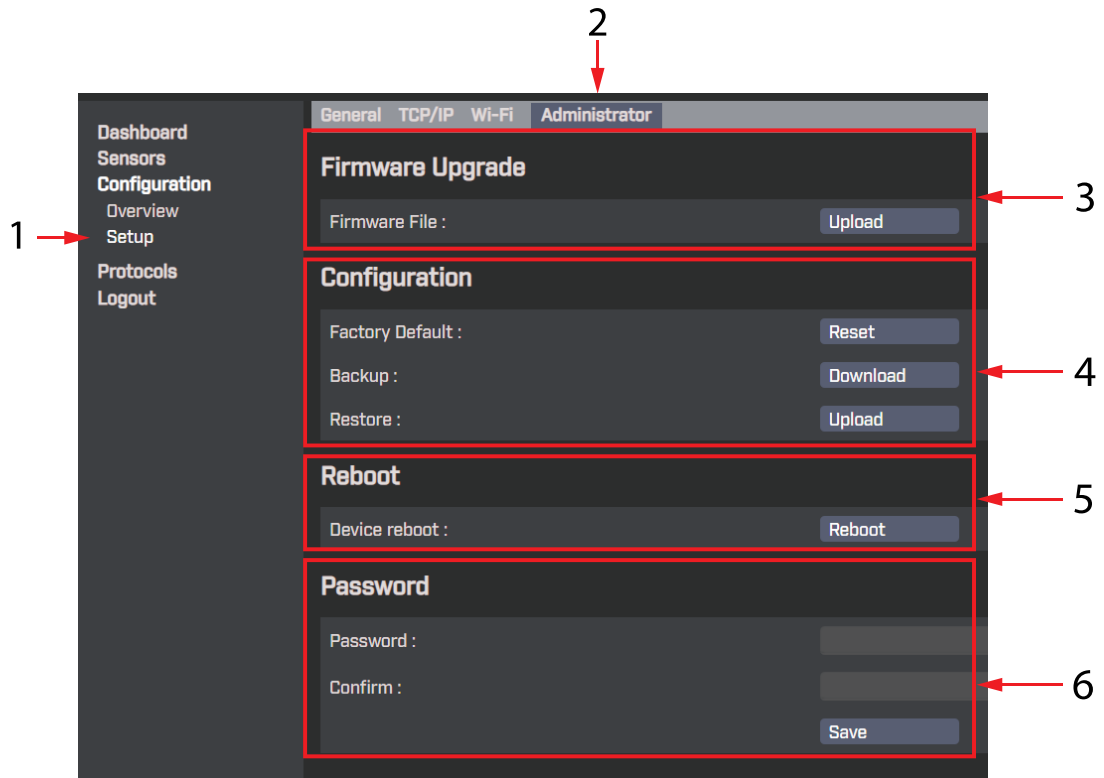 2
General TCP/IP Wi-Fi Administrator
Dashboard
Sensors
Configuration
Overview
1
Setup
Protocols
Logout
Firmware Upgrade
3
Firmware File : Upload
Configuration
Factory Default : Reset
4
Backup : Download
Restore : Upload
Reboot
5
Device reboot : Reboot
Password
Password :
6
Confirm :
Save